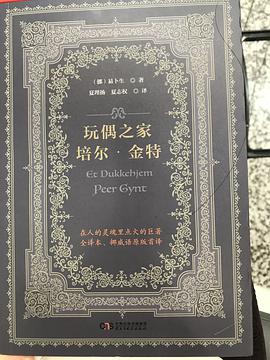 （挪）易卜生 ◎ 著
夏理扬 夏志权 ◎ 译
玩偶之家
培尔·金特
Et Dukkehjem
Peer Gynt
在人的灵魂里点火的巨著
全译本，挪威语原版首译